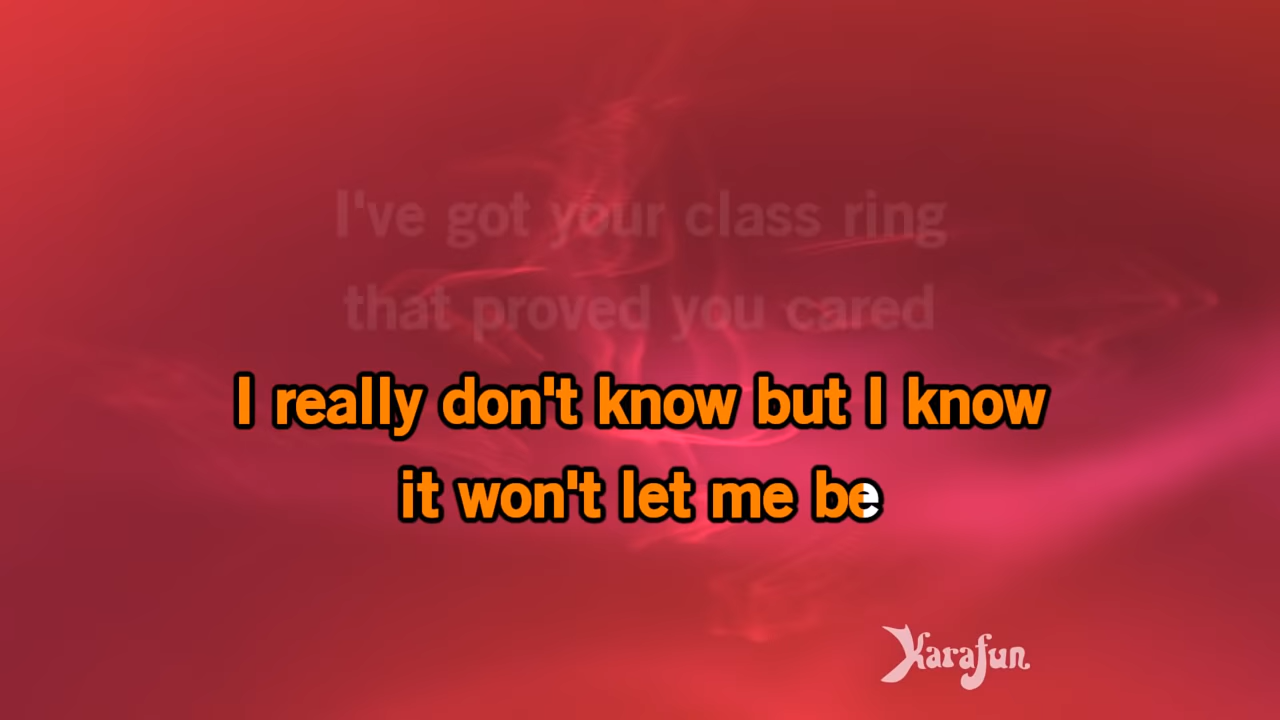 I've got your class ring
that proved you cared
I really don't know but I know
it won't let me be
Karafun